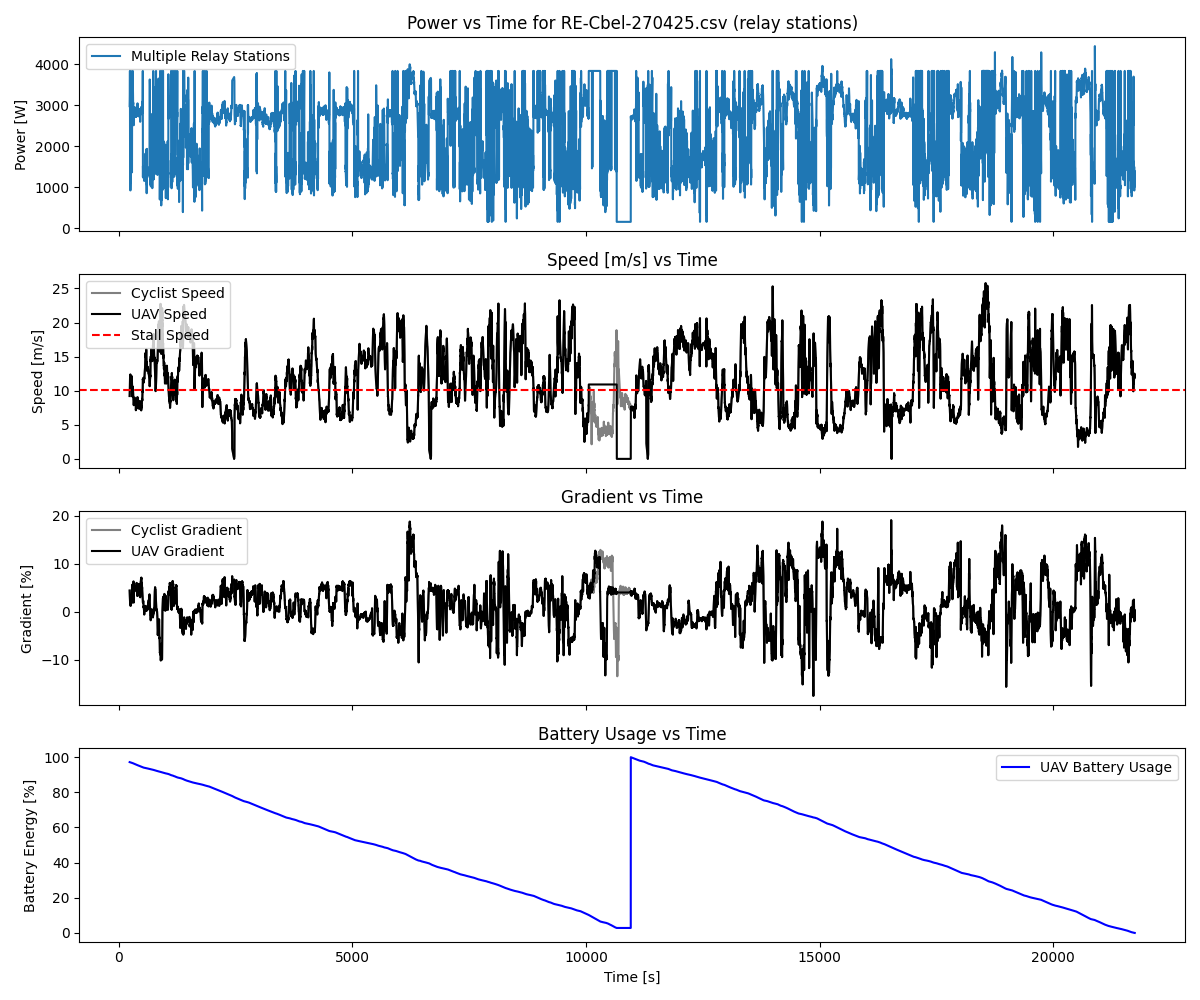 Power vs Time for RE-Cbel-270425.csv (relay stations)
Multiple Relay Stations
Power [W]
4000
3000
2000
1000
0
Speed [m/s] vs Time
Cyclist Speed
UAV Speed
Stall Speed
Speed [m/s]
25
20
15
10
5
0
Gradient vs Time
Cyclist Gradient
UAV Gradient
Gradient [%]
20
10
0
−10
Battery Usage vs Time
UAV Battery Usage
Battery Energy [%]
100
80
60
40
20
0
0 5000 10000 15000 20000
Time [s]